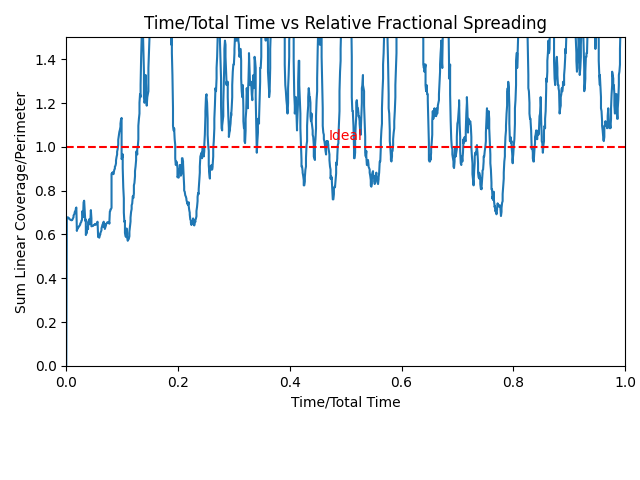 Time/Total Time vs Relative Fractional Spreading
Sum Linear Coverage/Perimeter
1.4
1.2
1.0
0.8
0.6
0.4
0.2
0.0
Ideal
0.0 0.2 0.4 0.6 0.8 1.0
Time/Total Time